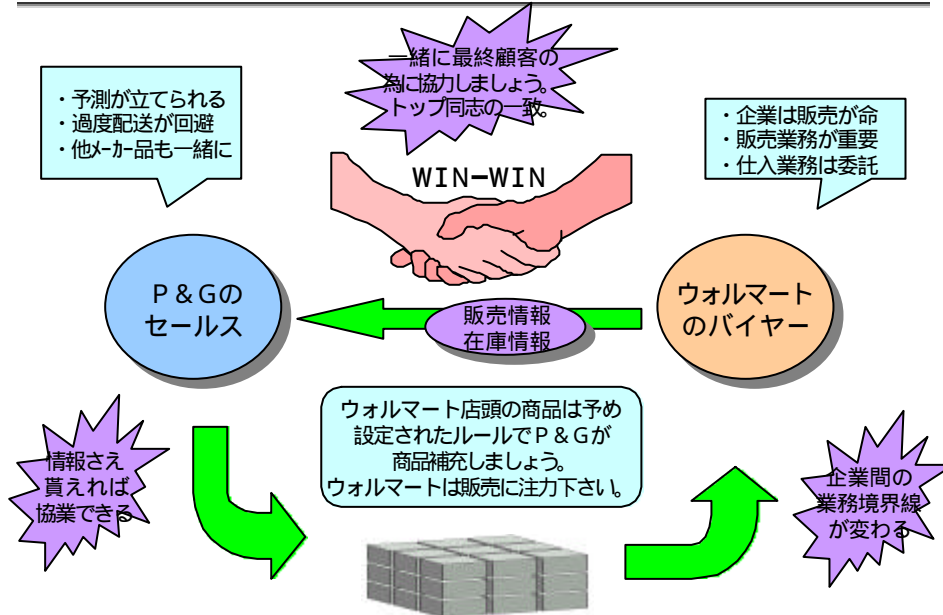 一緒に最終顧客の
為に協力しましょう。
トップ同志の一致。
・予測が立てられる
・過度配送が回避
・他メーカー品も一緒に
・企業は販売が命
・販売業務が重要
・仕入業務は委託
WIN−WIN
P&Gの
セールス
販売情報
在庫情報
ウォルマート
のバイヤー
ウォルマート店頭の商品は予め
設定されたルールでP&Gが
商品補充しましょう。
ウォルマートは販売に注力下さい。
情報さえ
貰えれば
協業できる
企業間の
業務境界線
が変わる